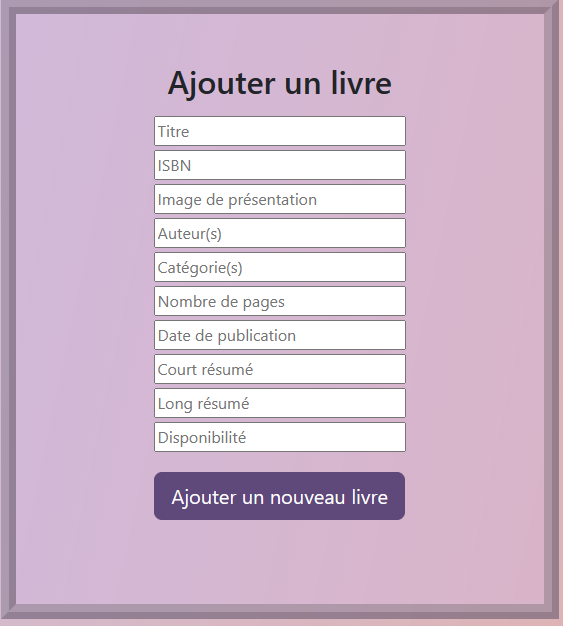 Ajouter un livre
Titre
ISBN
Image de présentation
Auteur(s)
Catégorie(s)
Nombre de pages
Date de publication
Court résumé
Long résumé
Disponibilité
Ajouter un nouveau livre